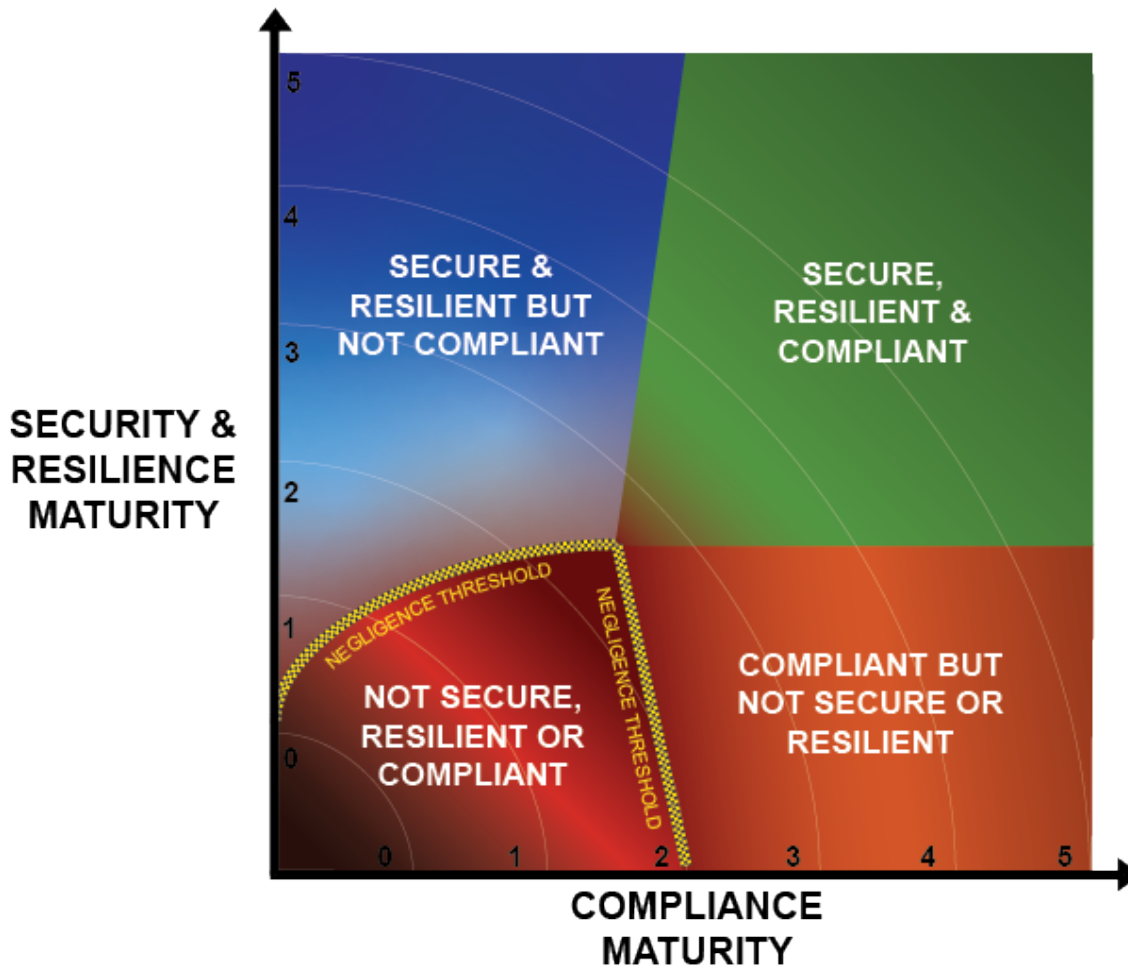 5
4
SECURE &
RESILIENT BUT
NOT COMPLIANT
SECURE,
RESILIENT &
COMPLIANT
3
SECURITY &
RESILIENCE
MATURITY
2
NEGLIGENCE THRESHOLD
NEGLIGENCE THRESHOLD
1
NOT SECURE,
RESILIENT OR
COMPLIANT
COMPLIANT BUT
NOT SECURE OR
RESILIENT
0
0 1 2 3 4 5
COMPLIANCE
MATURITY